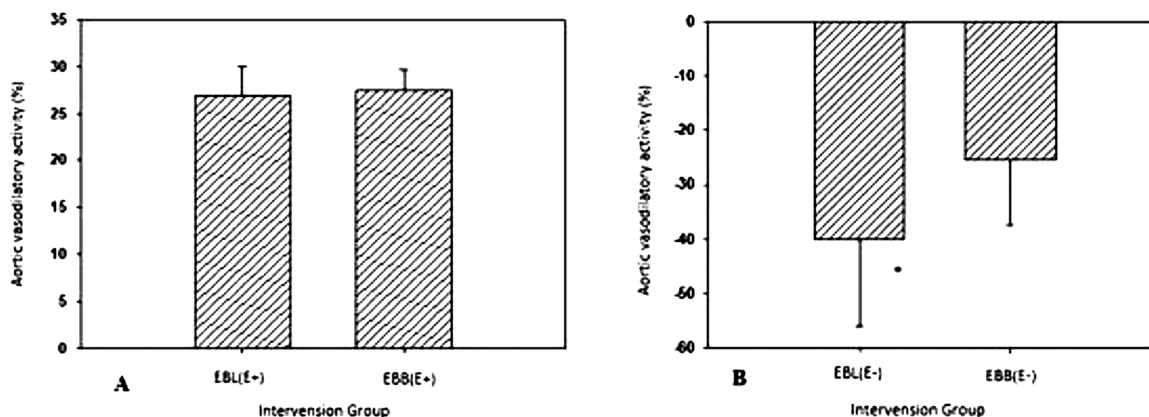 Aortic vasodilatory activity (%)
35
30
25
20
15
10
5
0
EBL(E+)
EBB(E+)
A
Intervension Group
Aortic vasodilatory activity (%)
-0
-10
-20
-30
-40
-50
-60
EBL(E-)
EBB(E-)
B
Intervension Group